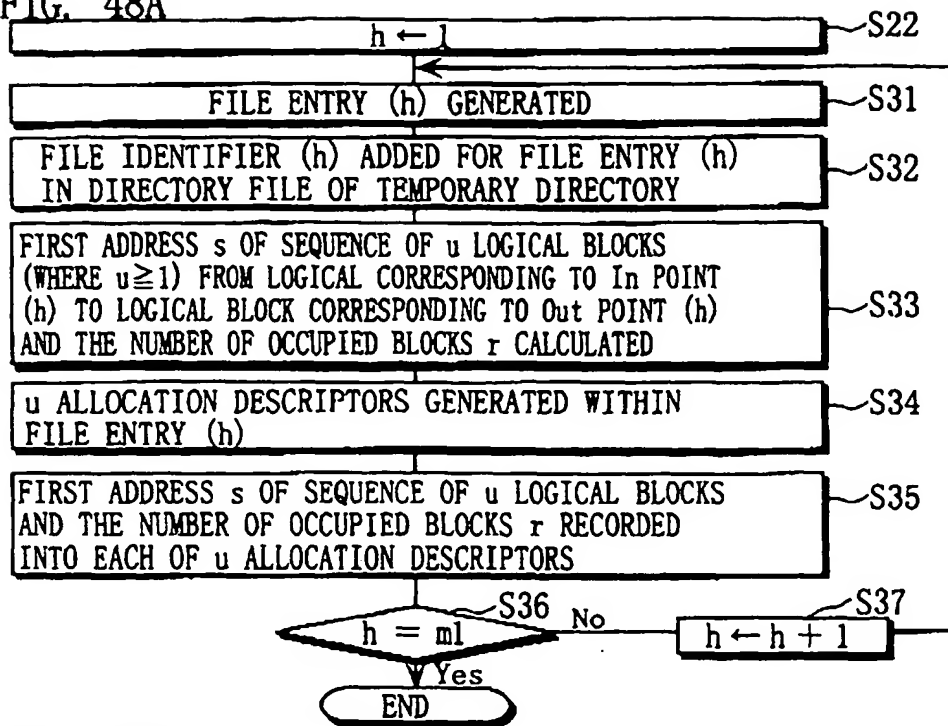 FIG. 48A
h ← 1
S22
FILE ENTRY (h) GENERATED
S31
FILE IDENTIFIER (h) ADDED FOR FILE ENTRY (h)
IN DIRECTORY FILE OF TEMPORARY DIRECTORY
S32
FIRST ADDRESS s OF SEQUENCE OF u LOGICAL BLOCKS
(WHERE u≧1) FROM LOGICAL CORRESPONDING TO In POINT
(h) TO LOGICAL BLOCK CORRESPONDING TO Out POINT (h)
AND THE NUMBER OF OCCUPIED BLOCKS r CALCULATED
S33
u ALLOCATION DESCRIPTORS GENERATED WITHIN
FILE ENTRY (h)
S34
FIRST ADDRESS s OF SEQUENCE OF u LOGICAL BLOCKS
AND THE NUMBER OF OCCUPIED BLOCKS r RECORDED
INTO EACH OF u ALLOCATION DESCRIPTORS
S35
S36
h = m1
No
S37
h ← h + 1
Yes
END